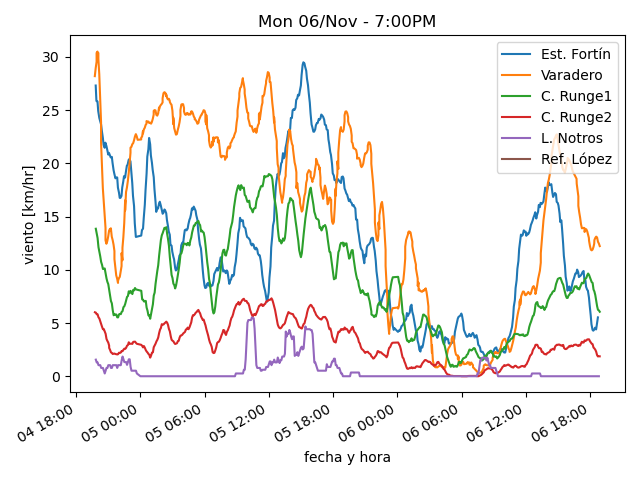 Mon 06/Nov - 7:00PM
Est. Fortín
Varadero
C. Runge1
C. Runge2
L. Notros
Ref. López
viento [km/hr]
30
25
20
15
10
5
0
04 18:00
05 00:00
05 06:00
05 12:00
05 18:00
06 00:00
06 06:00
06 12:00
06 18:00
fecha y hora